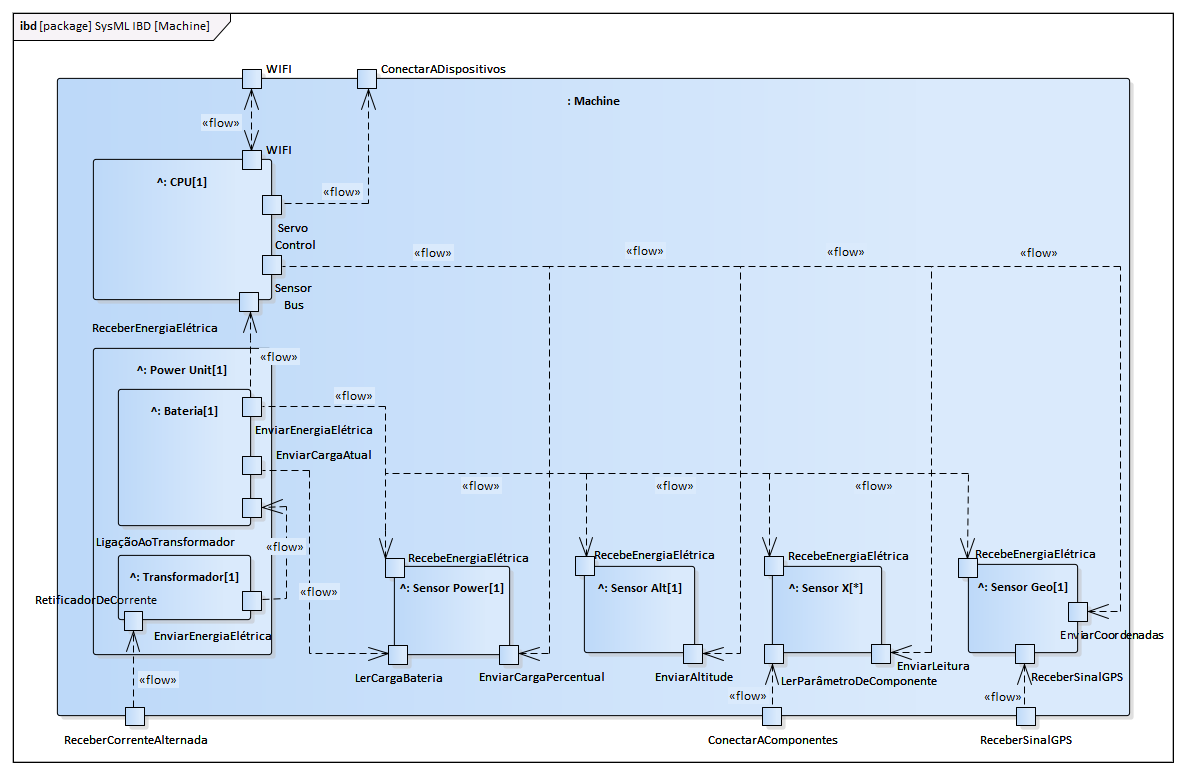 ibd [package] SysML IBD [Machine]
WIFI
ConectarADispositivos
: Machine
«flow»
WIFI
^: CPU[1]
«flow»
Servo
Control
«flow»
«flow»
«flow»
«flow»
Sensor
Bus
ReceberEnergiaElétrica
«flow»
^: Power Unit[1]
«flow»
^: Bateria[1]
EnviarEnergiaElétrica
EnviarCargaAtual
«flow»
«flow»
«flow»
LigaçãoAoTransformador
«flow»
RecebeEnergiaElétrica
RecebeEnergiaElétrica
RecebeEnergiaElétrica
RecebeEnergiaElétrica
^: Transformador[1]
^: Sensor Power[1]
^: Sensor Alt[1]
^: Sensor X[*]
^: Sensor Geo[1]
«flow»
RetificadorDeCorrente
EnviarEnergiaElétrica
EnviarCoordenadas
EnviarLeitura
LerCargaBateria
EnviarCargaPercentual
EnviarAltitude
LerParâmetroDeComponente
ReceberSinalGPS
«flow»
«flow»
«flow»
ReceberCorrenteAlternada
ConectarAComponentes
ReceberSinalGPS